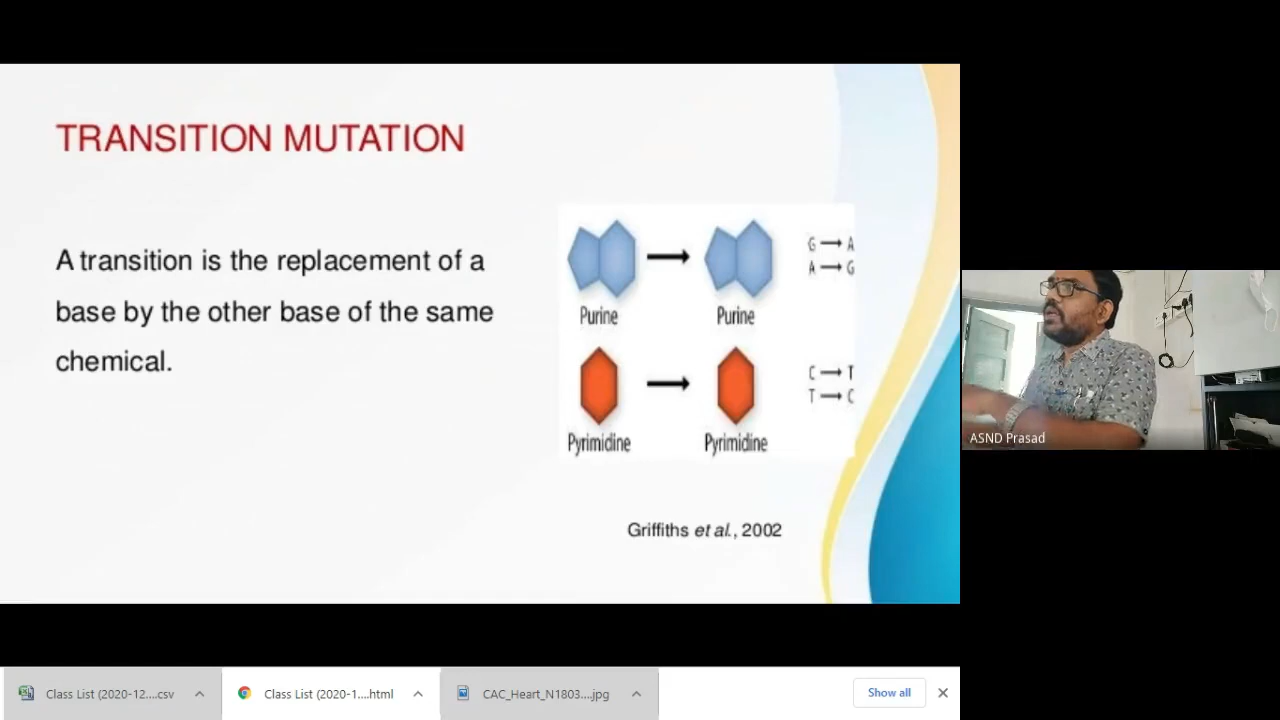 TRANSITION MUTATION
A transition is the replacement of a
base by the other base of the same
chemical.
G → A
A → G
Purine Purine
C → T
T → C
Pyrimidine Pyrimidine
Griffiths et al., 2002
ASND Prasad
Class List (2020-12....csv
Class List (2020-1....html
CAC_Heart_N1803....jpg
Show all